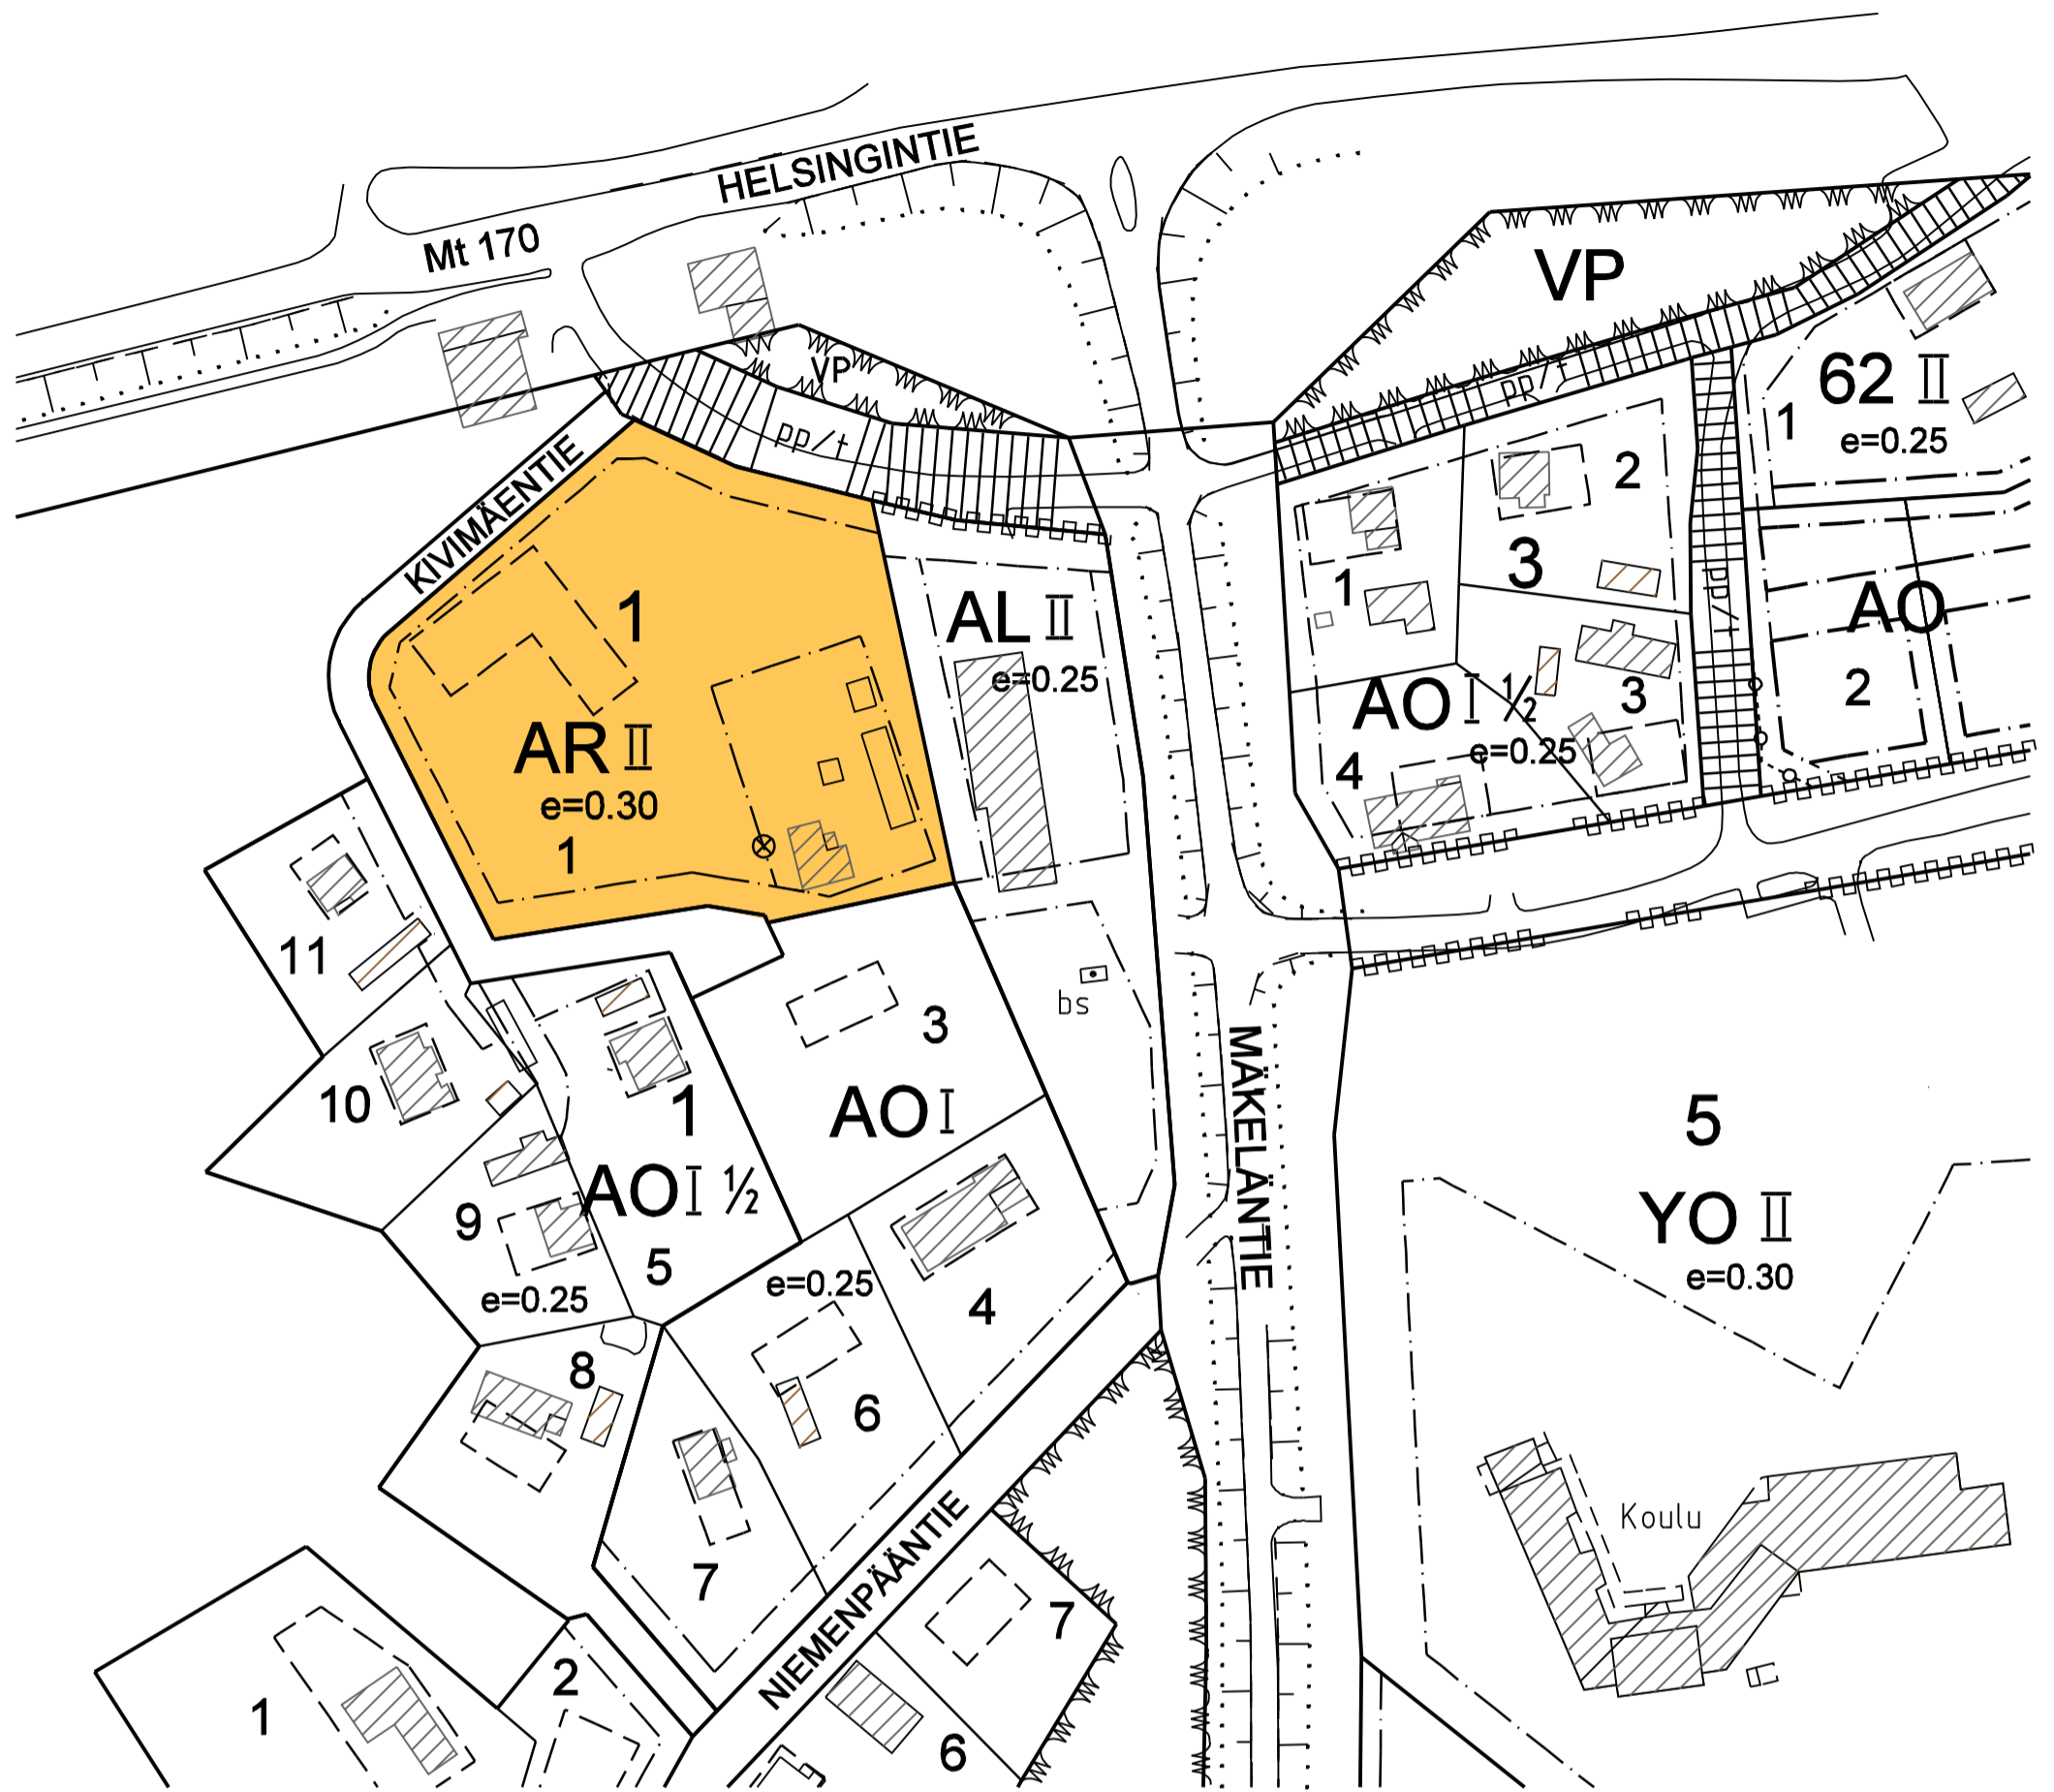 HELSINGINTIE
Mt 170
VP
VP
pp/t
pp/t
62 II
1
e=0.25
KIVIMÄENTIE
2
1
3
1
AL II
e=0.25
AO
pp/t
2
AR II
e=0.30
1
AO I ½
3
e=0.25
4
11
3
bs
10
1
AO I
MÄKELÄNTIE
5
AO I ½
9
YO II
5
e=0.25
e=0.25
e=0.30
4
8
6
Koulu
7
NIEMENPÄÄNTIE
7
2
1
6